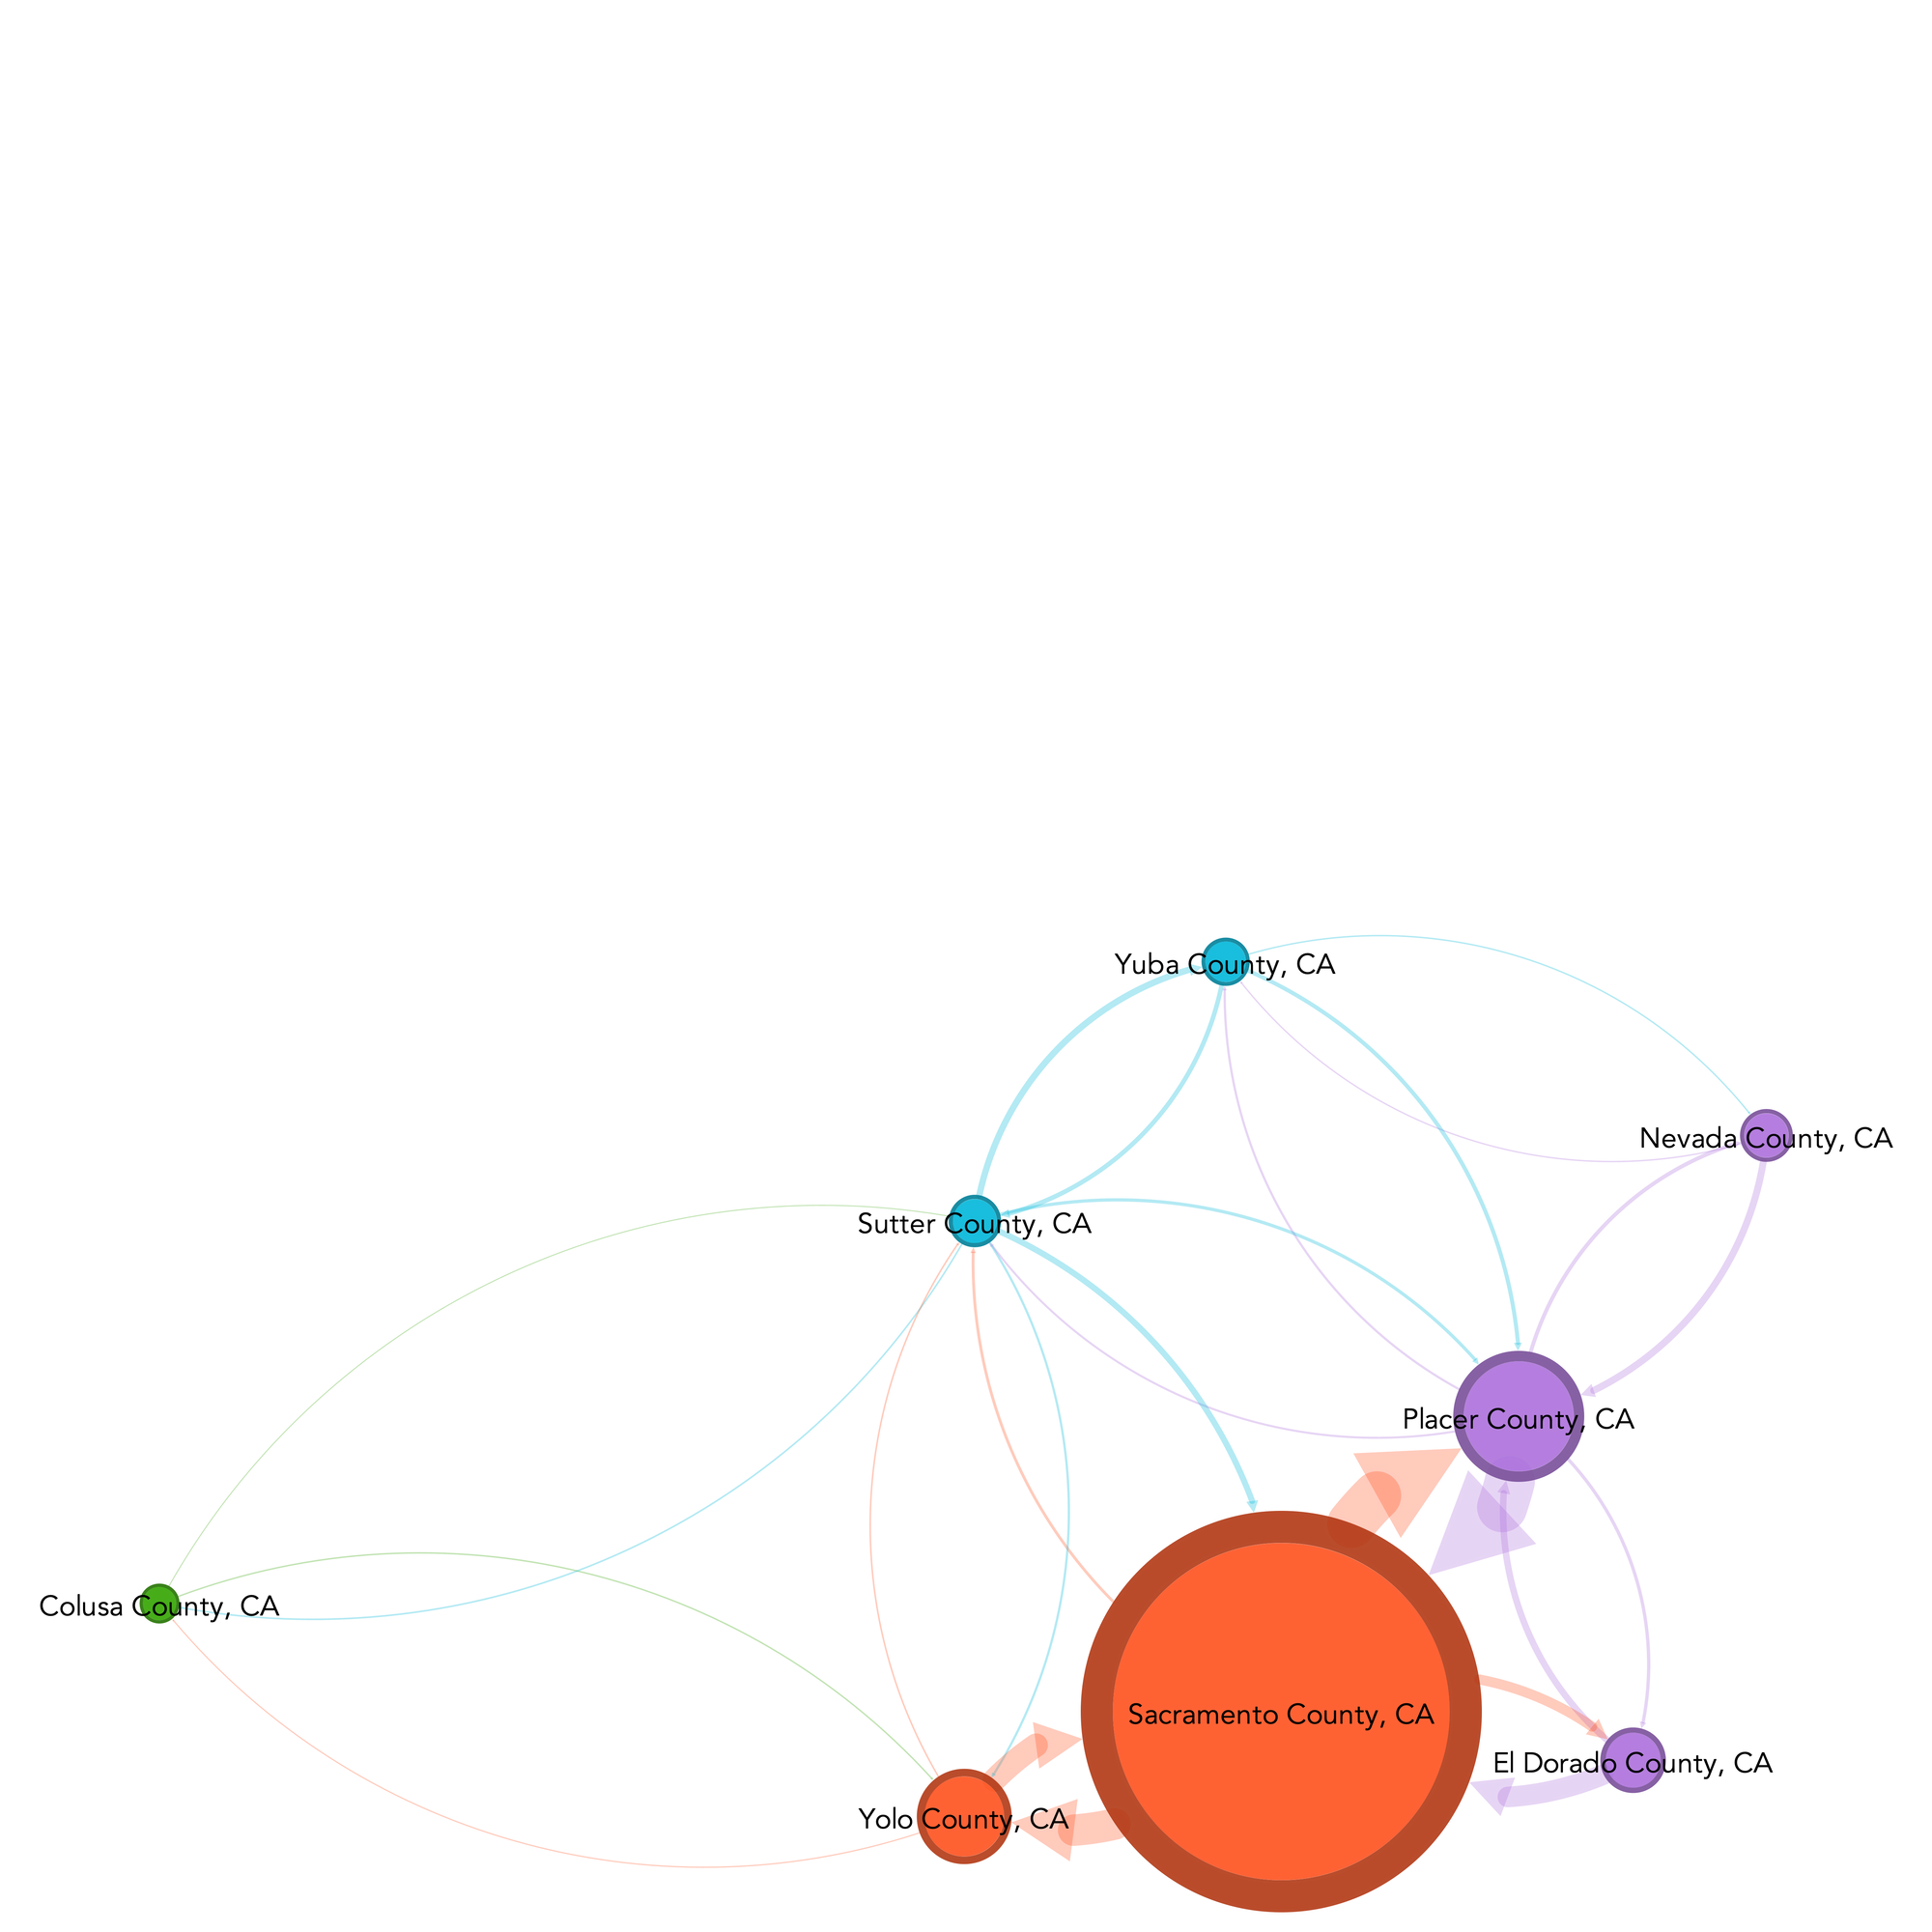 Yuba County, CA
Nevada County, CA
Sutter County, CA
Placer County, CA
Colusa County, CA
Sacramento County, CA
El Dorado County, CA
Yolo County, CA